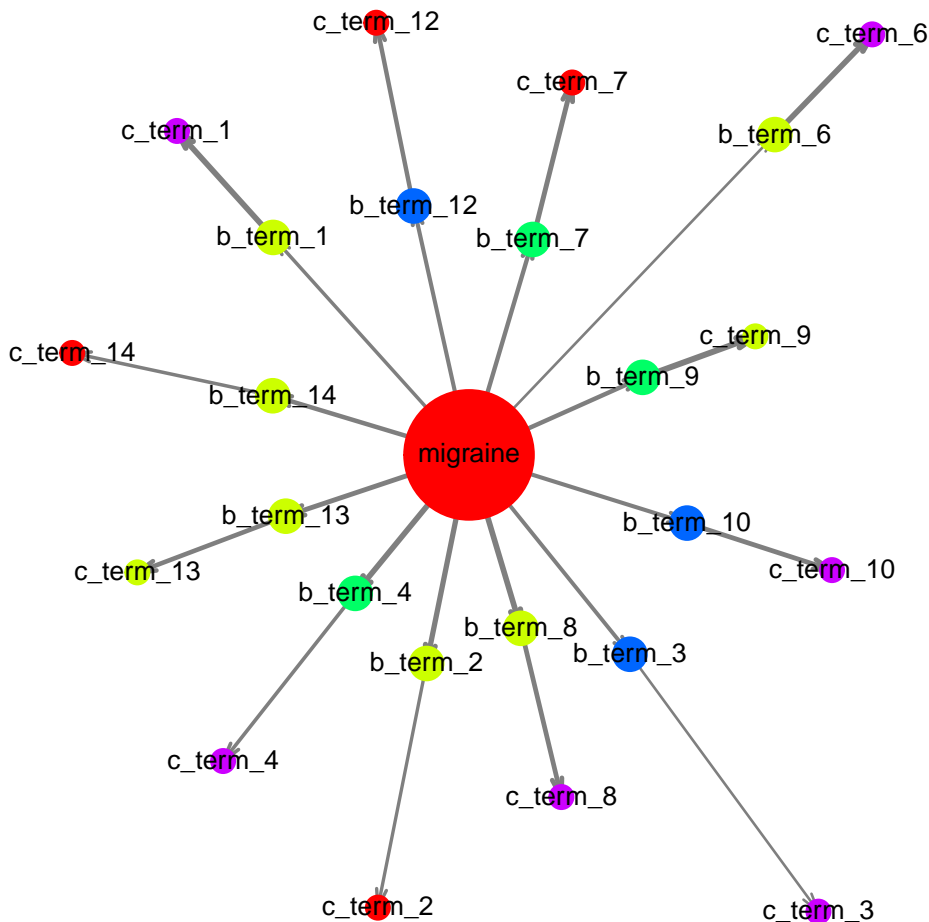 c_term_12
c_term_6
c_term_7
c_term_1
b_term_6
b_term_12
b_term_1
b_term_7
c_term_9
c_term_14
b_term_9
b_term_14
migraine
b_term_13
b_term_10
c_term_13
c_term_10
b_term_4
b_term_8
b_term_3
b_term_2
c_term_4
c_term_8
c_term_2
c_term_3